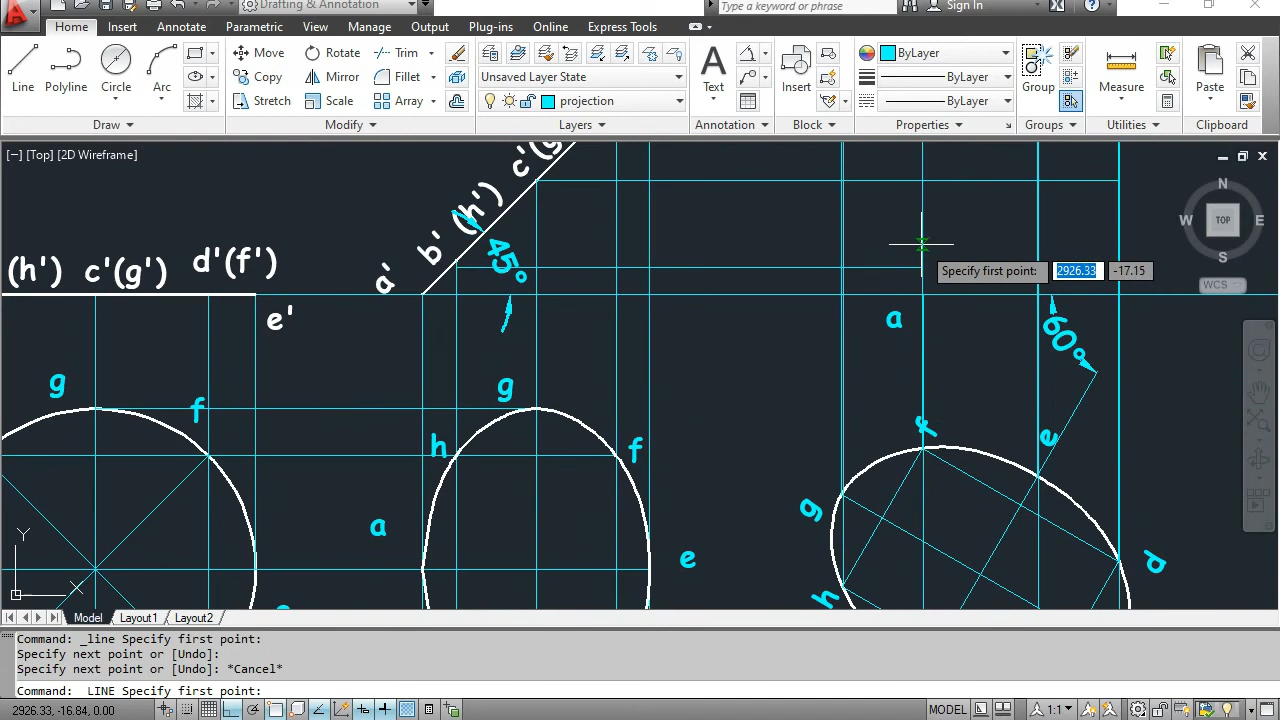 Drafting & Annotation
Type a keyword or phrase
Sign In
Home Insert Annotate Parametric View Manage Output Plug-ins Online Express Tools
Line Polyline Circle Arc
Move Rotate Trim
Copy Mirror Fillet
Stretch Scale Array
Unsaved Layer State
projection
Text
Insert
ByLayer
ByLayer
ByLayer
Group
Measure
Paste
Draw Modify Layers Annotation Block Properties Groups Utilities Clipboard
[−] [Top] [2D Wireframe]
N
W TOP E
S
WCS
c'(g
(h')
b'
a'
45°
(h') c'(g') d'(f')
e'
Specify first point: 2926.33 -17.15
a
60°
g
f
g
h
f
a
e
f
e
g
d
h
Y
X
Model Layout1 Layout2
Command: _line Specify first point:
Specify next point or [Undo]:
Specify next point or [Undo]: *Cancel*
Command: LINE Specify first point:
2926.33, -16.84, 0.00
MODEL
1:1